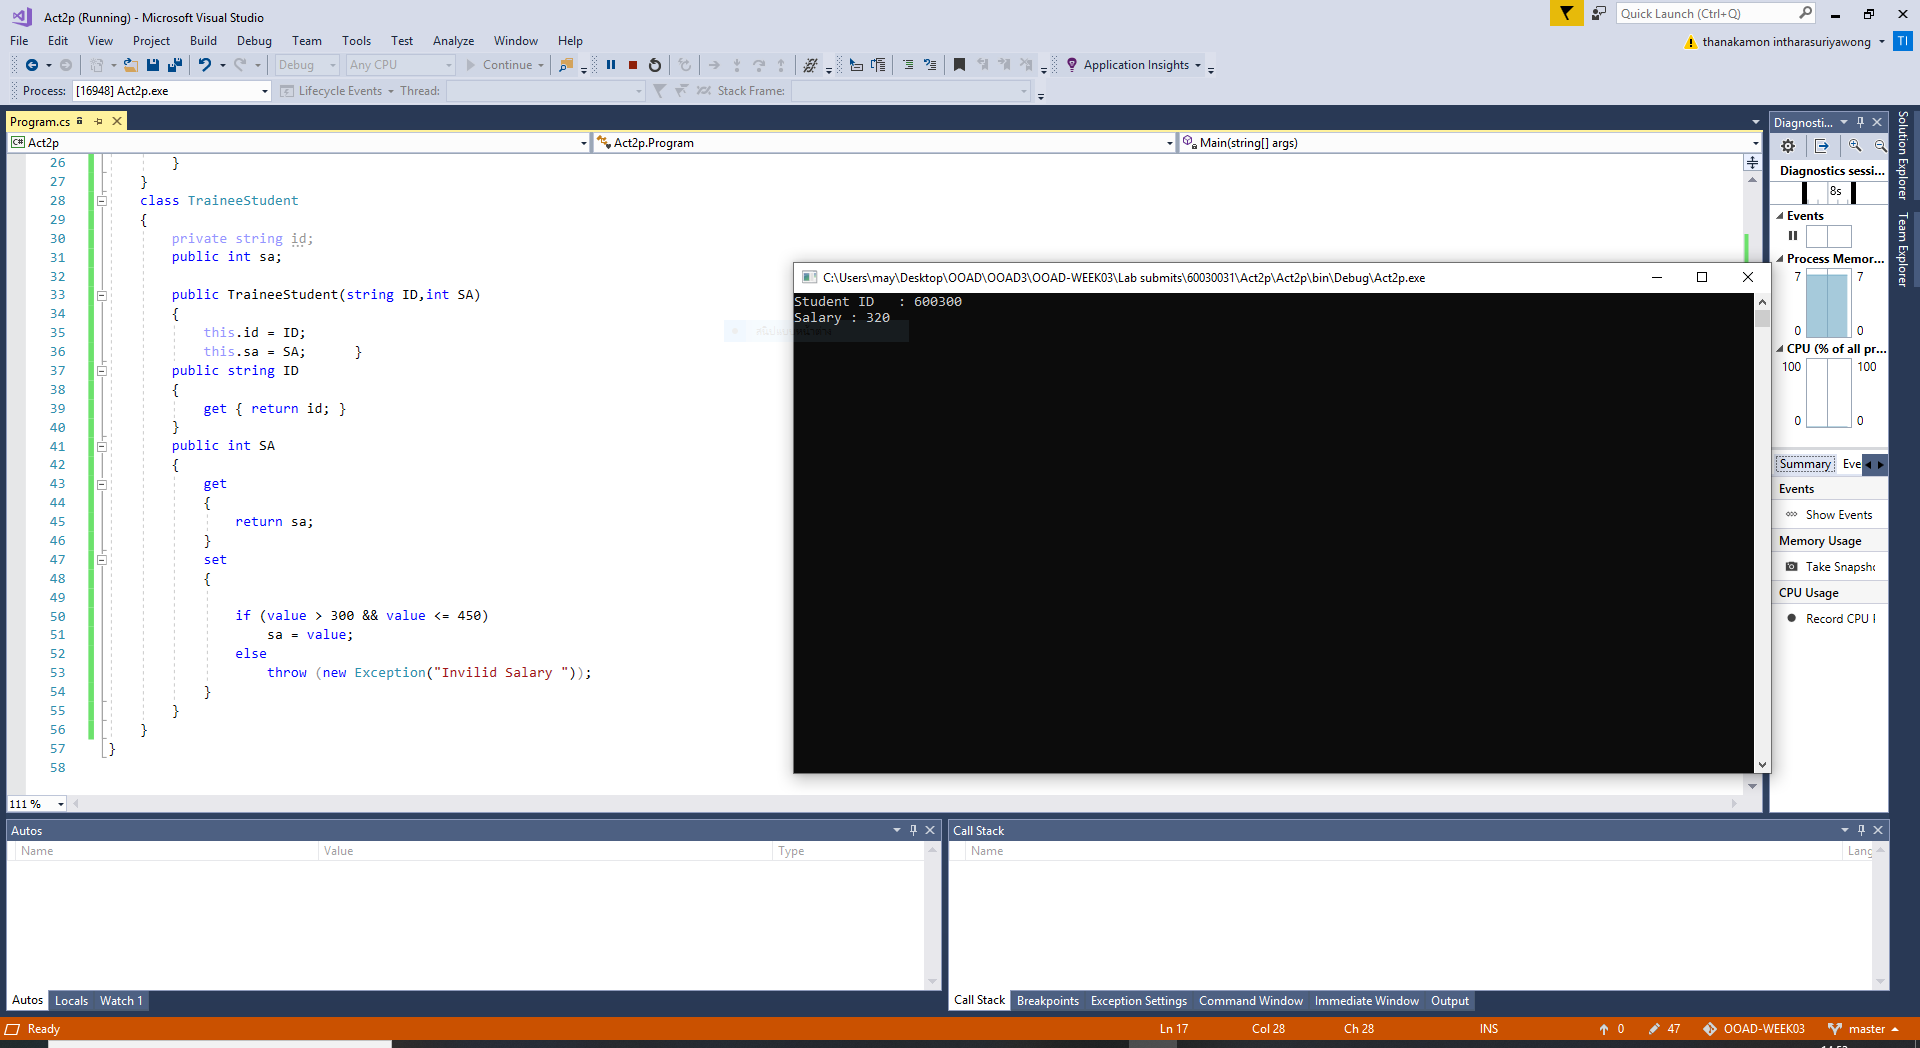 Act2p (Running) - Microsoft Visual Studio
Quick Launch (Ctrl+Q)
File Edit View Project Build Debug Team Tools Test Analyze Window Help
thanakamon intharasuriyawong TI
Debug Any CPU Continue Application Insights
Process: [16948] Act2p.exe Lifecycle Events Thread: Stack Frame:
Program.cs
C# Act2p Act2p.Program Main(string[] args)
26 }
27 }
28 class TraineeStudent
29 {
30 private string id;
31 public int sa;
32
33 public TraineeStudent(string ID,int SA)
34 {
35 this.id = ID;
36 this.sa = SA; }
37 public string ID
38 {
39 get { return id; }
40 }
41 public int SA
42 {
43 get
44 {
45 return sa;
46 }
47 set
48 {
49
50 if (value > 300 && value <= 450)
51 sa = value;
52 else
53 throw (new Exception("Invilid Salary "));
54 }
55 }
56 }
57 }
58
111 %
C:\Users\may\Desktop\OOAD\OOAD3\OOAD-WEEK03\Lab submits\60030031\Act2p\Act2p\bin\Debug\Act2p.exe
Student ID : 600300
Salary : 320
Diagnosti...
Diagnostics sessi...
8s
Events
Process Memor...
7 7
0 0
CPU (% of all pr...
100 100
0 0
Summary Eve
Events
Show Events
Memory Usage
Take Snapsh
CPU Usage
Record CPU
Solution Explorer
Team Explorer
Autos
Name Value Type
Autos Locals Watch 1
Call Stack
Name Lang
Call Stack Breakpoints Exception Settings Command Window Immediate Window Output
Ready Ln 17 Col 28 Ch 28 INS 0 47 OOAD-WEEK03 master